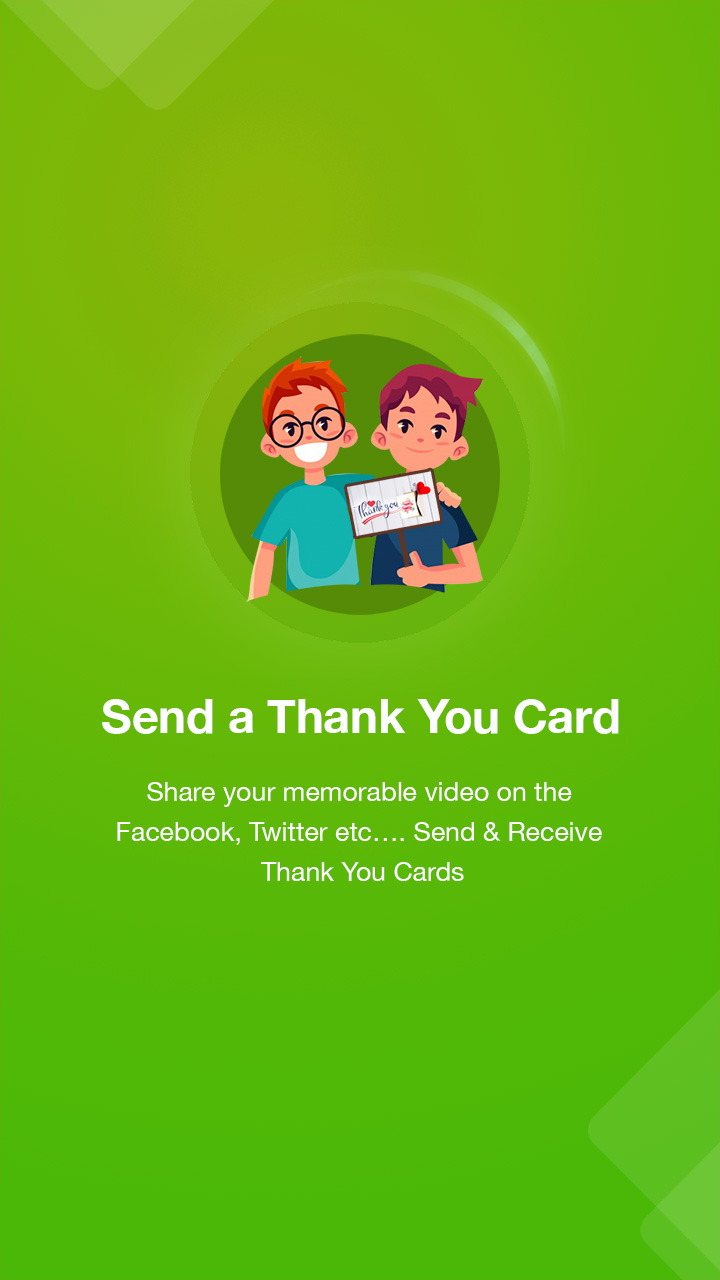 Thank you
Send a Thank You Card
Share your memorable video on the
Facebook, Twitter etc…. Send & Receive
Thank You Cards